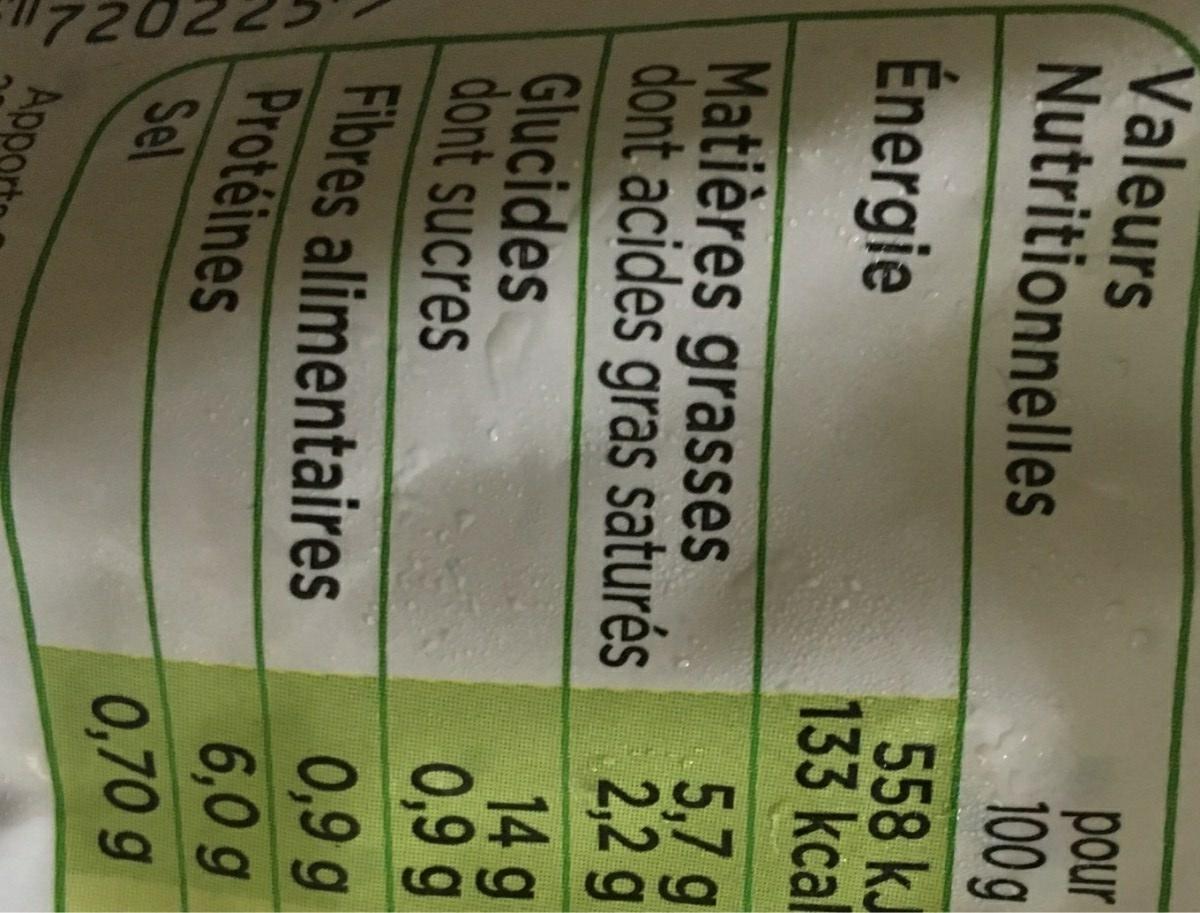 Valeurs
Nutritionnelles
pour
100 g
Énergie
558 kJ
133 kcal
Matières grasses 5,7 g
dont acides gras saturés 2,2 g
Glucides 14 g
dont sucres 0,9 g
Fibres alimentaires 0,9 g
Protéines 6,0 g
Sel 0,70 g